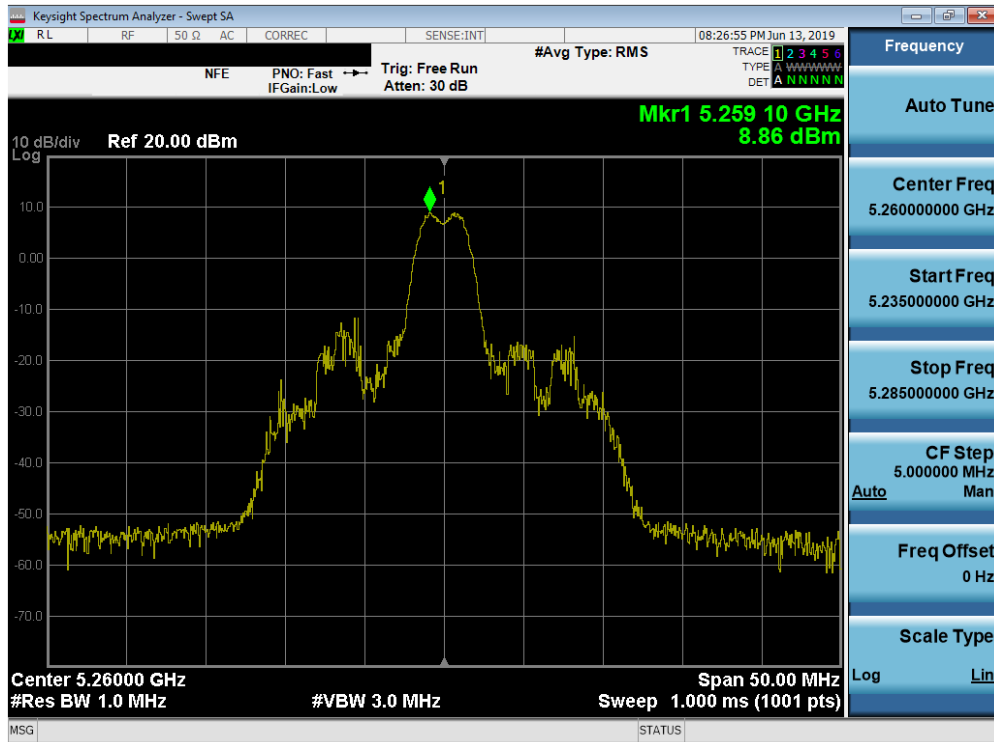 Keysight Spectrum Analyzer - Swept SA
LXI RL RF 50 Ω AC CORREC SENSE:INT 08:26:55 PM Jun 13, 2019
NFE PNO: Fast Trig: Free Run #Avg Type: RMS TRACE 1 2 3 4 5 6
IFGain:Low Atten: 30 dB TYPE A WWWWW
DET A N N N N N
Mkr1 5.259 10 GHz
8.86 dBm
10 dB/div Ref 20.00 dBm
Log
1
10.0
0.00
-10.0
-20.0
-30.0
-40.0
-50.0
-60.0
-70.0
Center 5.26000 GHz Span 50.00 MHz
#Res BW 1.0 MHz #VBW 3.0 MHz Sweep 1.000 ms (1001 pts)
MSG STATUS
Frequency
Auto Tune
Center Freq
5.260000000 GHz
Start Freq
5.235000000 GHz
Stop Freq
5.285000000 GHz
CF Step
5.000000 MHz
Auto Man
Freq Offset
0 Hz
Scale Type
Log Lin